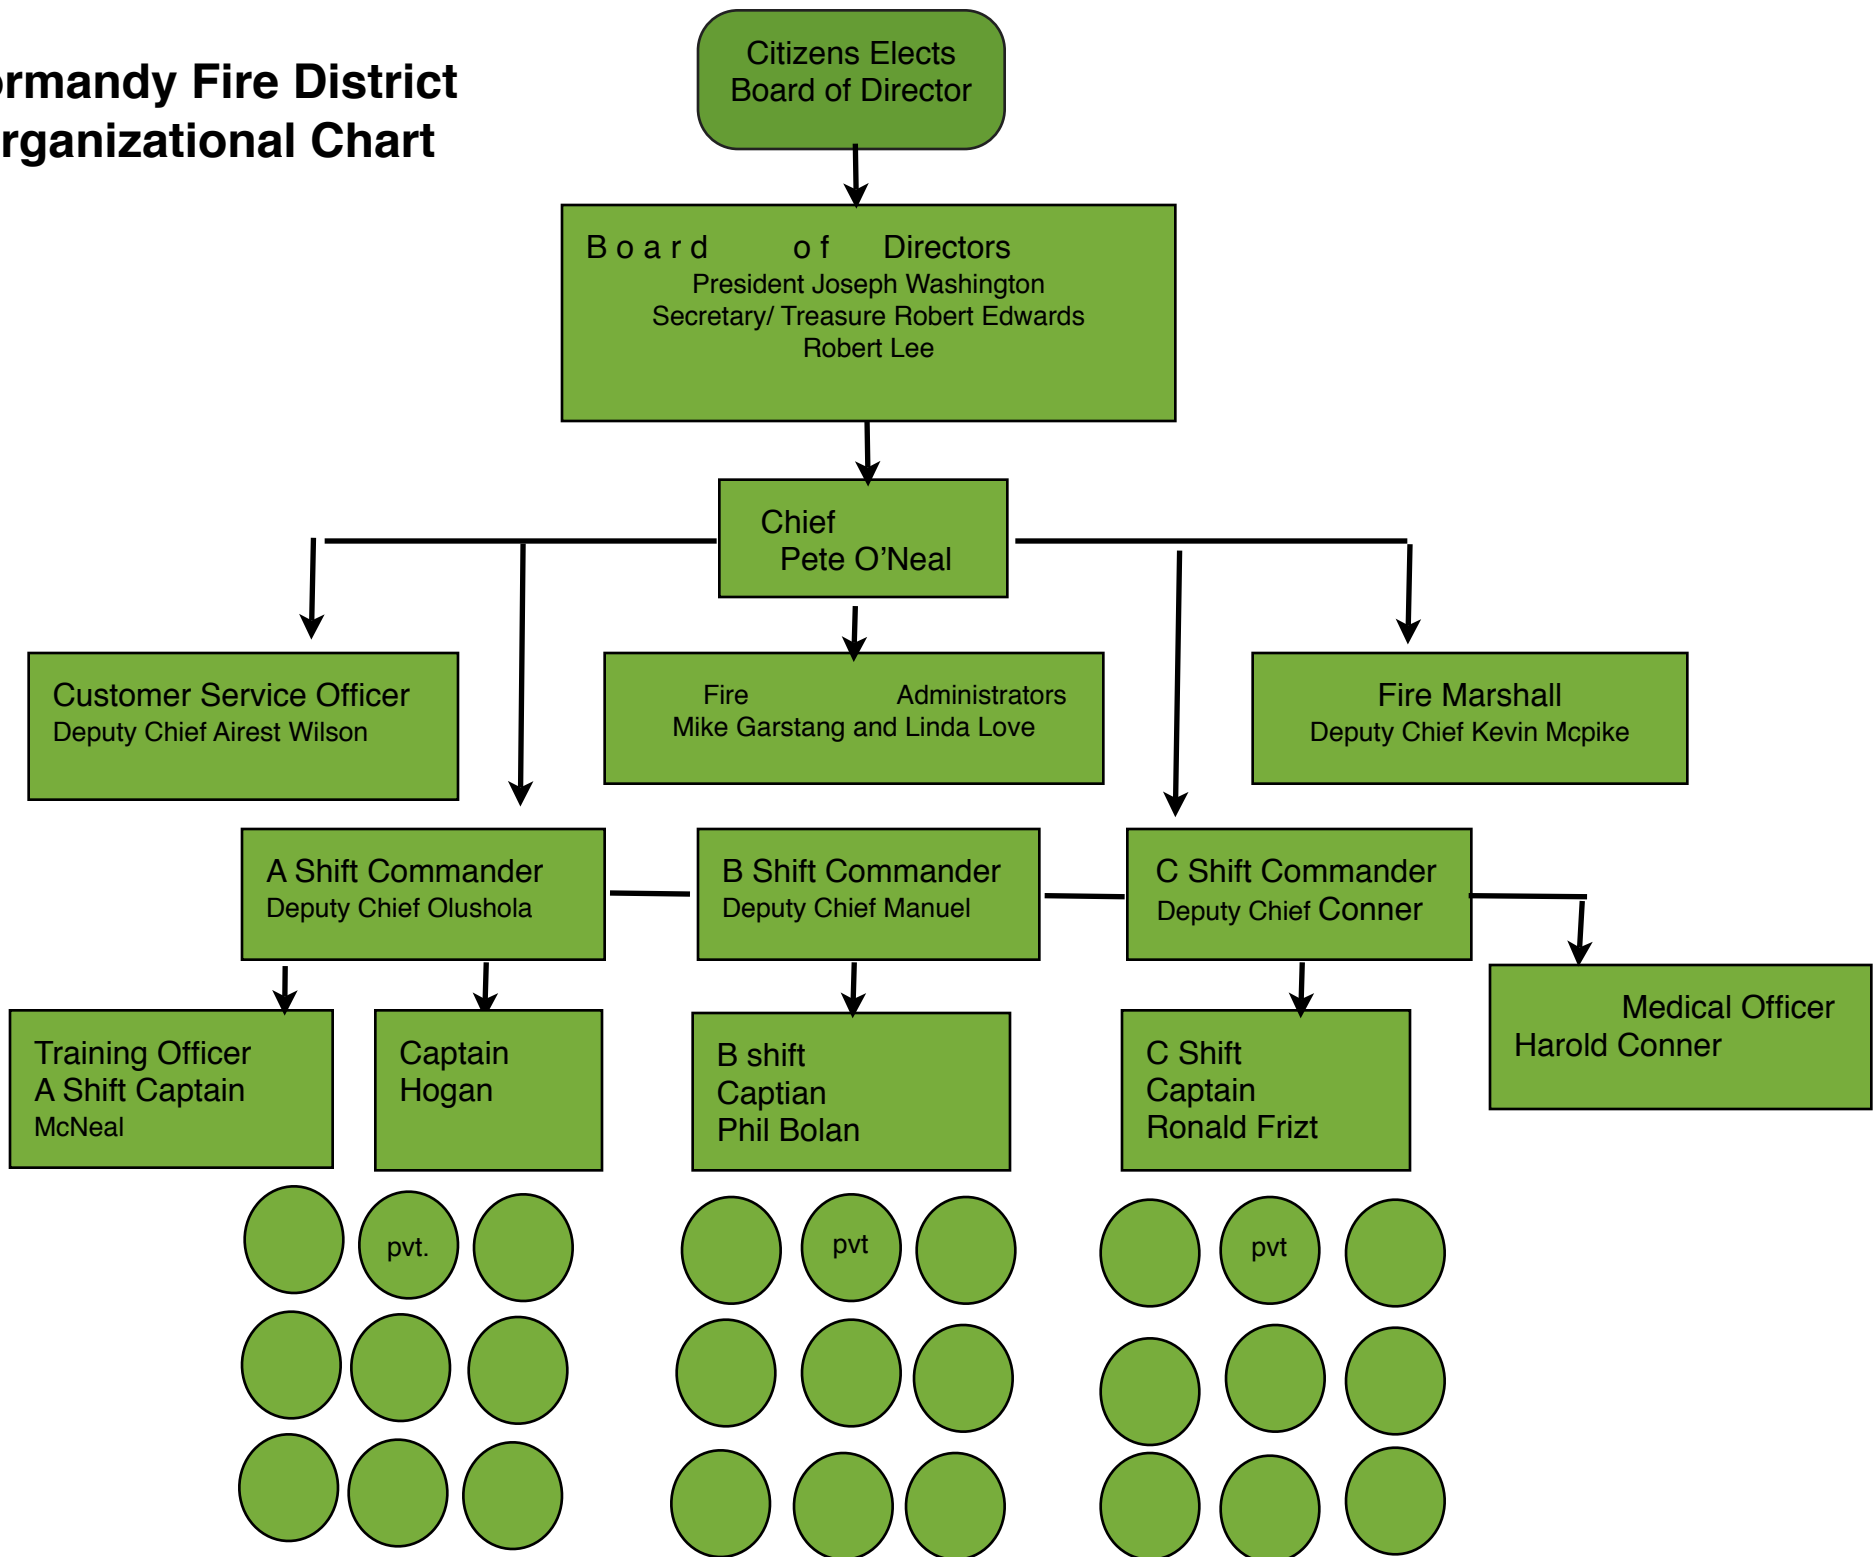 ormandy Fire District
rganizational Chart
Citizens Elects
Board of Director
B o a r d o f Directors
President Joseph Washington
Secretary/ Treasure Robert Edwards
Robert Lee
Chief
Pete O’Neal
Customer Service Officer
Deputy Chief Airest Wilson
Fire Administrators
Mike Garstang and Linda Love
Fire Marshall
Deputy Chief Kevin Mcpike
A Shift Commander
Deputy Chief Olushola
B Shift Commander
Deputy Chief Manuel
C Shift Commander
Deputy Chief Conner
Training Officer
A Shift Captain
McNeal
Captain
Hogan
B shift
Captian
Phil Bolan
C Shift
Captain
Ronald Frizt
Medical Officer
Harold Conner
pvt.
pvt
pvt